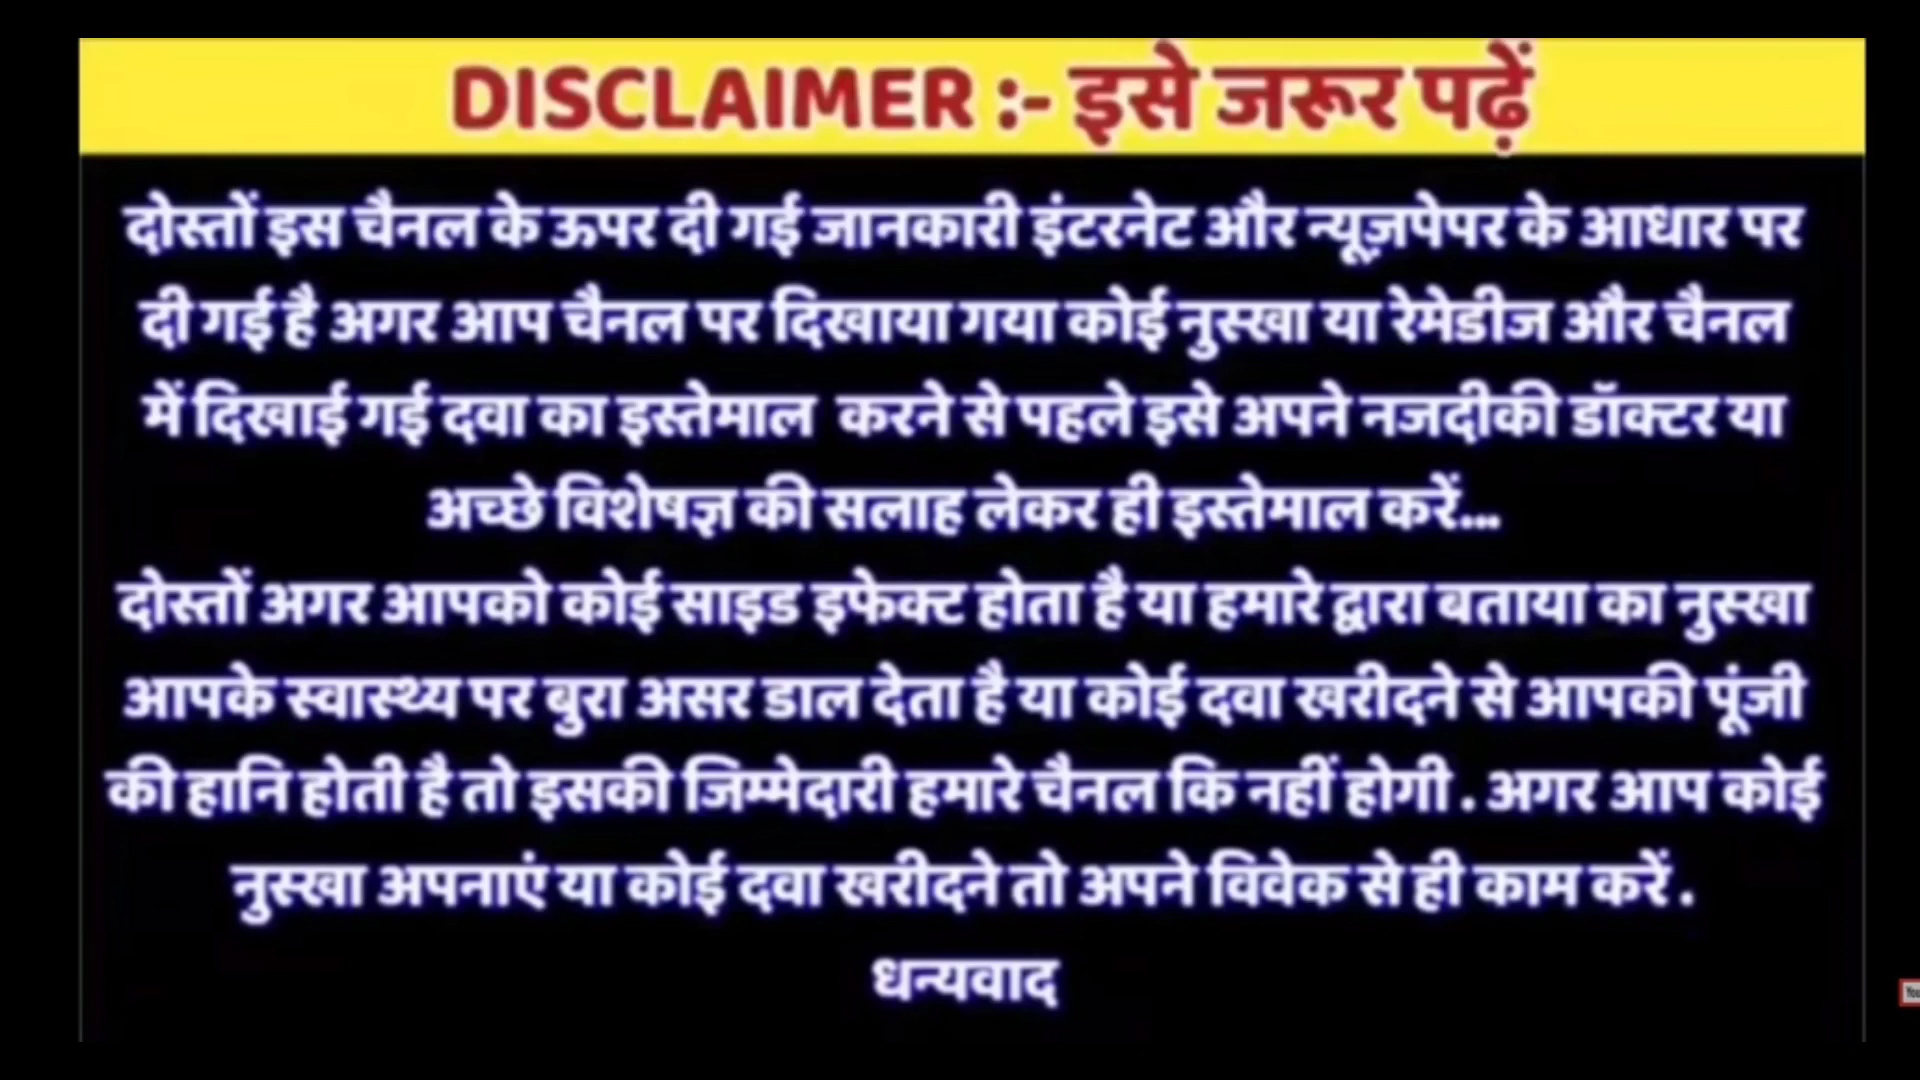 DISCLAIMER :- इसे जरूर पढ़ें
दोस्तों इस चैनल के ऊपर दी गई जानकारी इंटरनेट और न्यूज़पेपर के आधार पर
दी गई है अगर आप चैनल पर दिखाया गया कोई नुस्खा या रेमेडीज और चैनल
में दिखाई गई दवा का इस्तेमाल करने से पहले इसे अपने नजदीकी डॉक्टर या
अच्छे विशेषज्ञ की सलाह लेकर ही इस्तेमाल करें...
दोस्तों अगर आपको कोई साइड इफेक्ट होता है या हमारे द्वारा बताया का नुस्खा
आपके स्वास्थ्य पर बुरा असर डाल देता है या कोई दवा खरीदने से आपकी पूंजी
की हानि होती है तो इसकी जिम्मेदारी हमारे चैनल कि नहीं होगी . अगर आप कोई
नुस्खा अपनाएं या कोई दवा खरीदने तो अपने विवेक से ही काम करें .
धन्यवाद